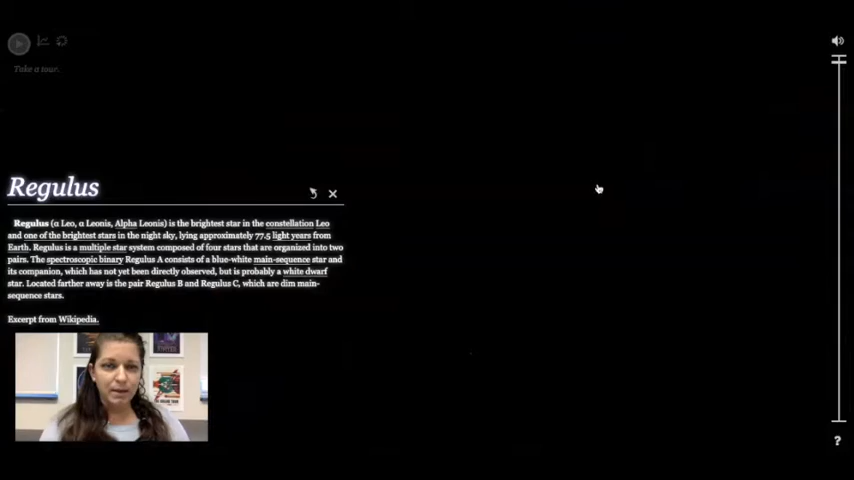 Take a tour.
Regulus
Regulus (α Leo, α Leonis, Alpha Leonis) is the brightest star in the constellation Leo
and one of the brightest stars in the night sky, lying approximately 77.5 light years from
Earth. Regulus is a multiple star system composed of four stars that are organized into two
pairs. The spectroscopic binary Regulus A consists of a blue-white main-sequence star and
its companion, which has not yet been directly observed, but is probably a white dwarf
star. Located farther away is the pair Regulus B and Regulus C, which are dim main-
sequence stars.
Excerpt from Wikipedia.
?